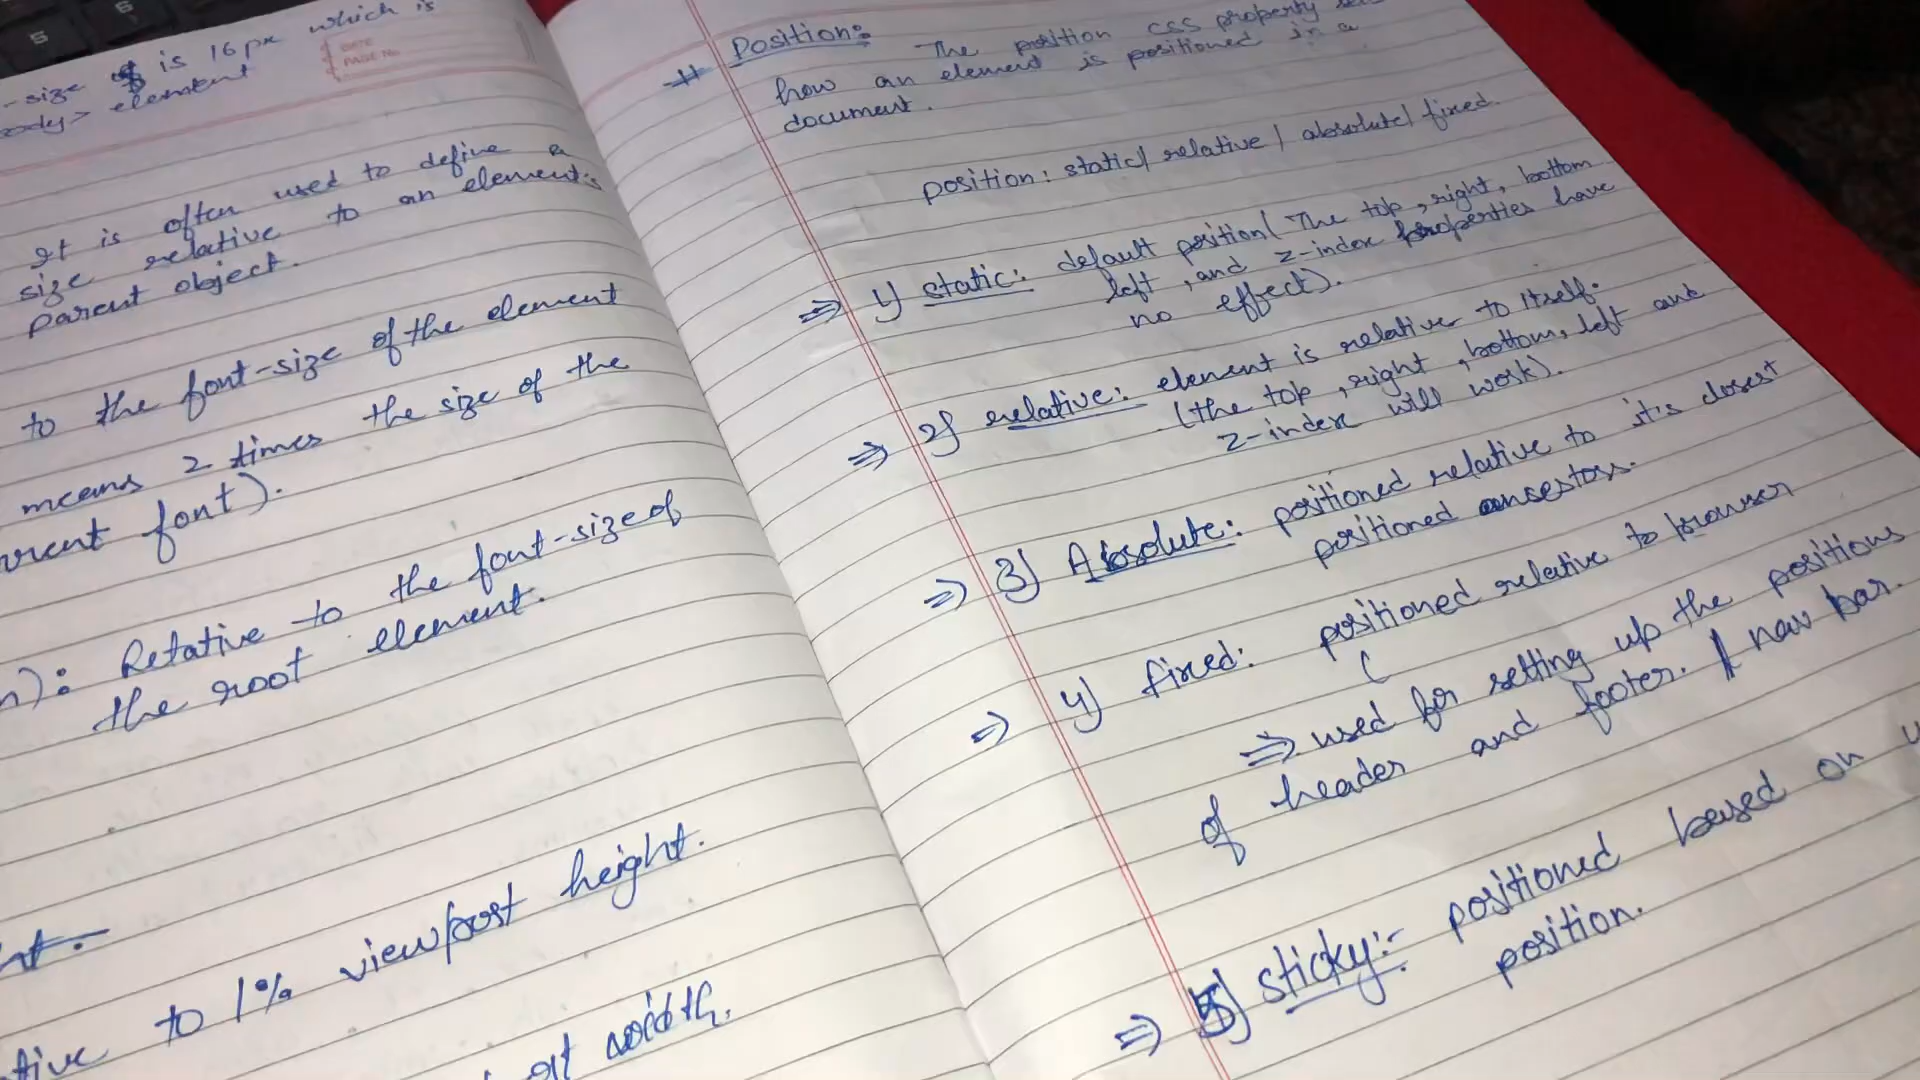 5
6
-size is 16px which is
DATE
PAGE No.
body> element
It is often used to define a
size relative to an element's
parent object.
to the font-size of the element
means 2 times the size of the
font).
): Relative to the font-size of
the root element.
to 1% viewport height.
width.
# Position:
The position css property
how an element is positioned in a
document.
position: static/ relative / absolute/ fixed.
=> 1) static: default position (The top, right, bottom
left, and z-index properties have
no effect).
=> 2) relative: element is relative to itself.
(the top, right, bottom, left and
z-index will work).
=> 3) Absolute: positioned relative to it's closest
positioned ancestors.
=> 4) fixed: positioned relative to browser
(
=> used for setting up the positions
of header and footer. / nav bar.
=> 5) sticky:- positioned based on
position.